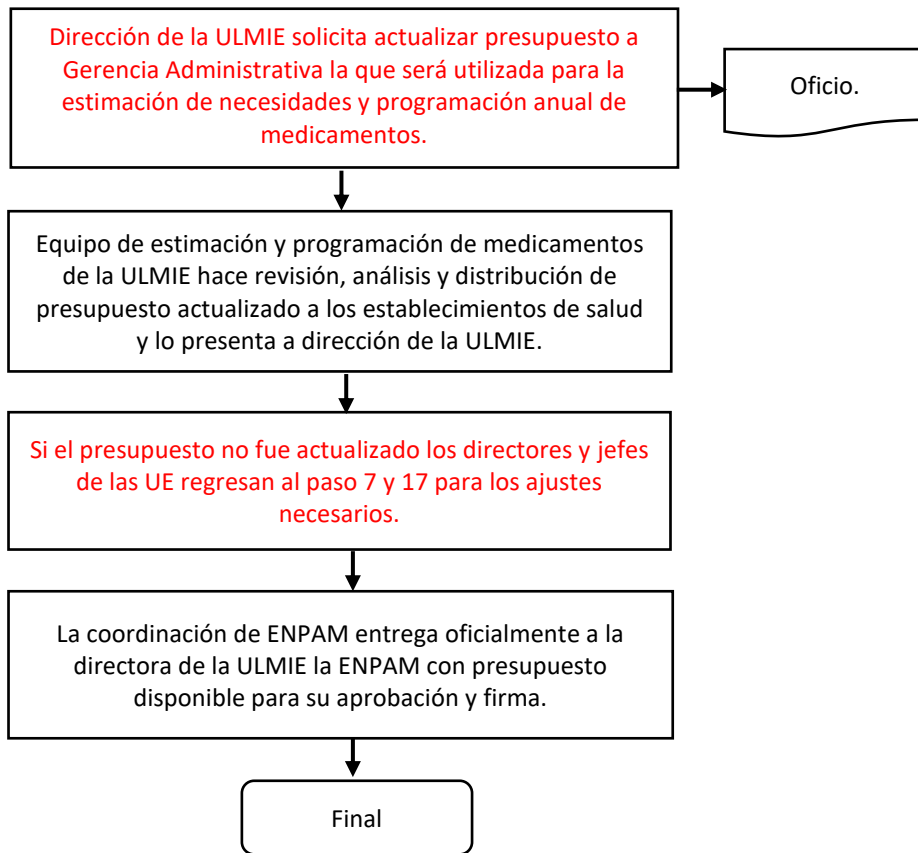 Dirección de la ULMIE solicita actualizar presupuesto a
Gerencia Administrativa la que será utilizada para la
estimación de necesidades y programación anual de
medicamentos.
Oficio.
Equipo de estimación y programación de medicamentos
de la ULMIE hace revisión, análisis y distribución de
presupuesto actualizado a los establecimientos de salud
y lo presenta a dirección de la ULMIE.
Si el presupuesto no fue actualizado los directores y jefes
de las UE regresan al paso 7 y 17 para los ajustes
necesarios.
La coordinación de ENPAM entrega oficialmente a la
directora de la ULMIE la ENPAM con presupuesto
disponible para su aprobación y firma.
Final